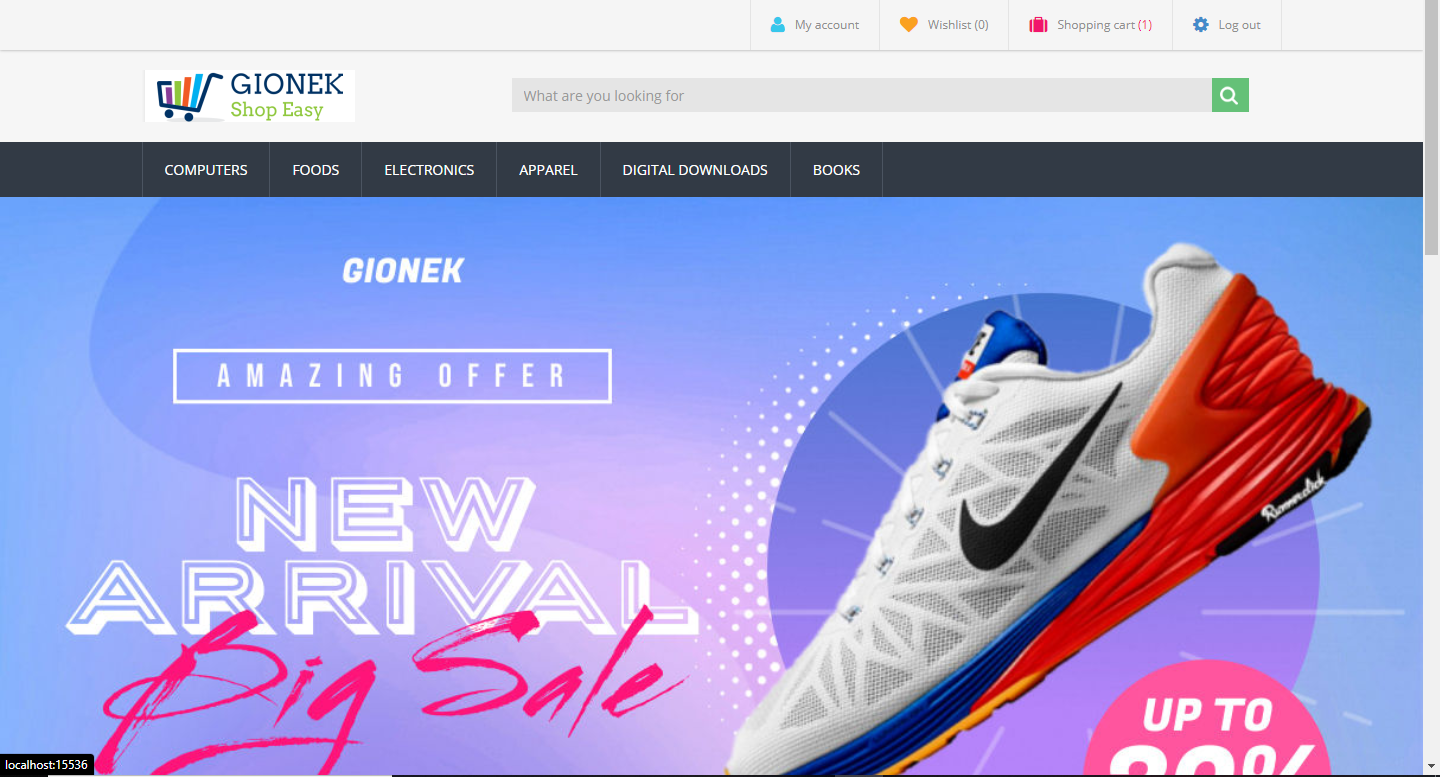 My account
Wishlist (0)
Shopping cart (1)
Log out
GIONEK
Shop Easy
What are you looking for
COMPUTERS
FOODS
ELECTRONICS
APPAREL
DIGITAL DOWNLOADS
BOOKS
GIONEK
AMAZING OFFER
NEW
ARRIVAL
Big Sale
UP TO
localhost:15536